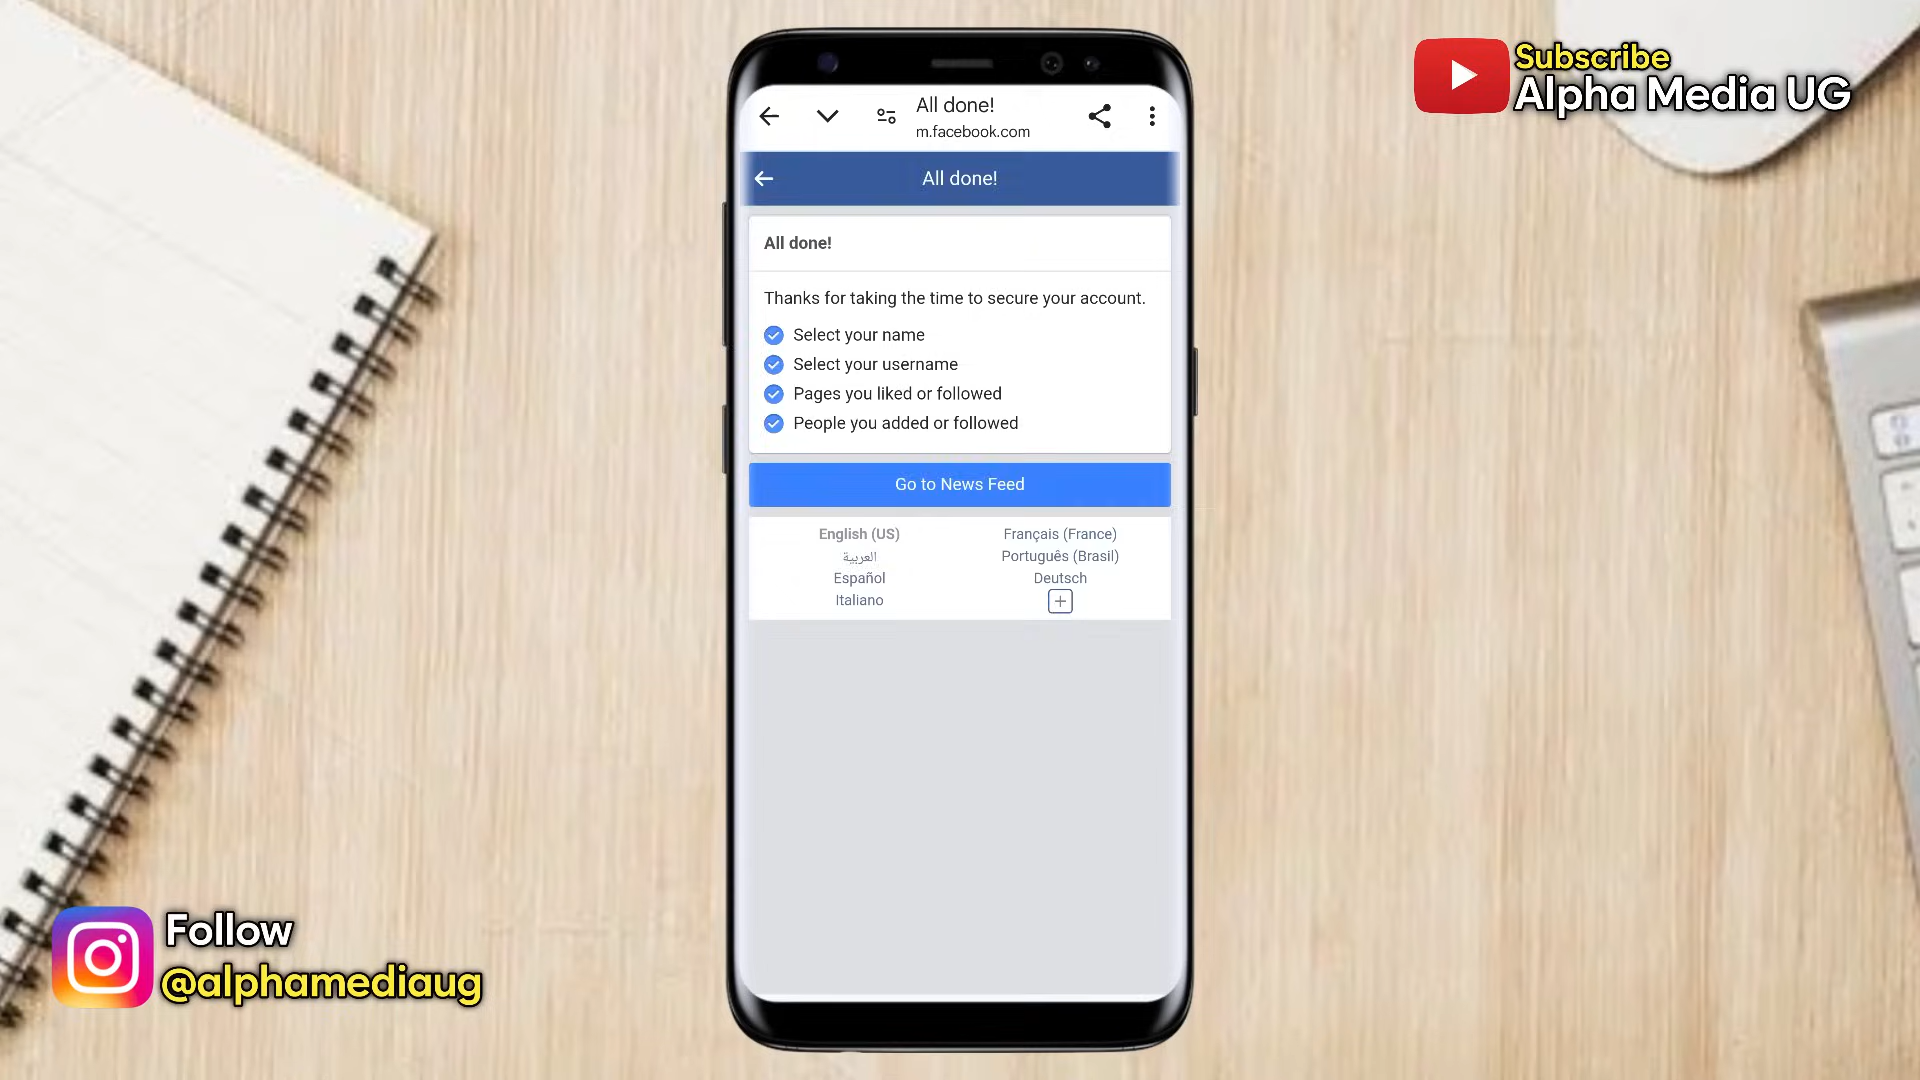 Subscribe
Alpha Media UG
All done!
m.facebook.com
All done!
All done!
Thanks for taking the time to secure your account.
Select your name
Select your username
Pages you liked or followed
People you added or followed
Go to News Feed
English (US)
Français (France)
العربية
Português (Brasil)
Español
Deutsch
Italiano
Follow
@alphamediaug